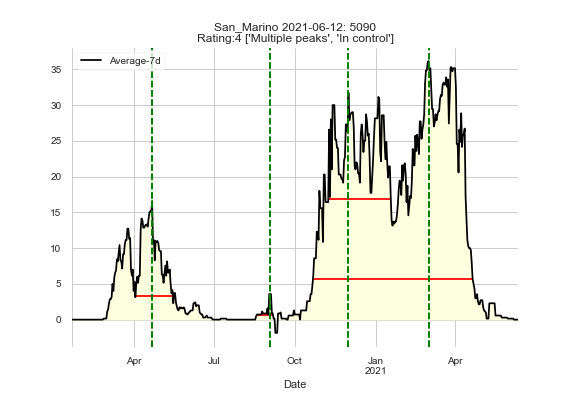 San_Marino 2021-06-12: 5090
Rating:4 ['Multiple peaks', 'In control']
Average-7d
35
30
25
20
15
10
5
0
Apr
Jul
Oct
Jan
2021
Apr
Date